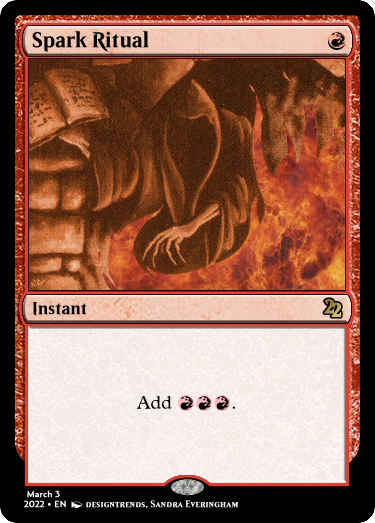 Spark Ritual
Instant
Add
.
March 3
2022 • EN DESIGNTRENDS, SANDRA EVERINGHAM